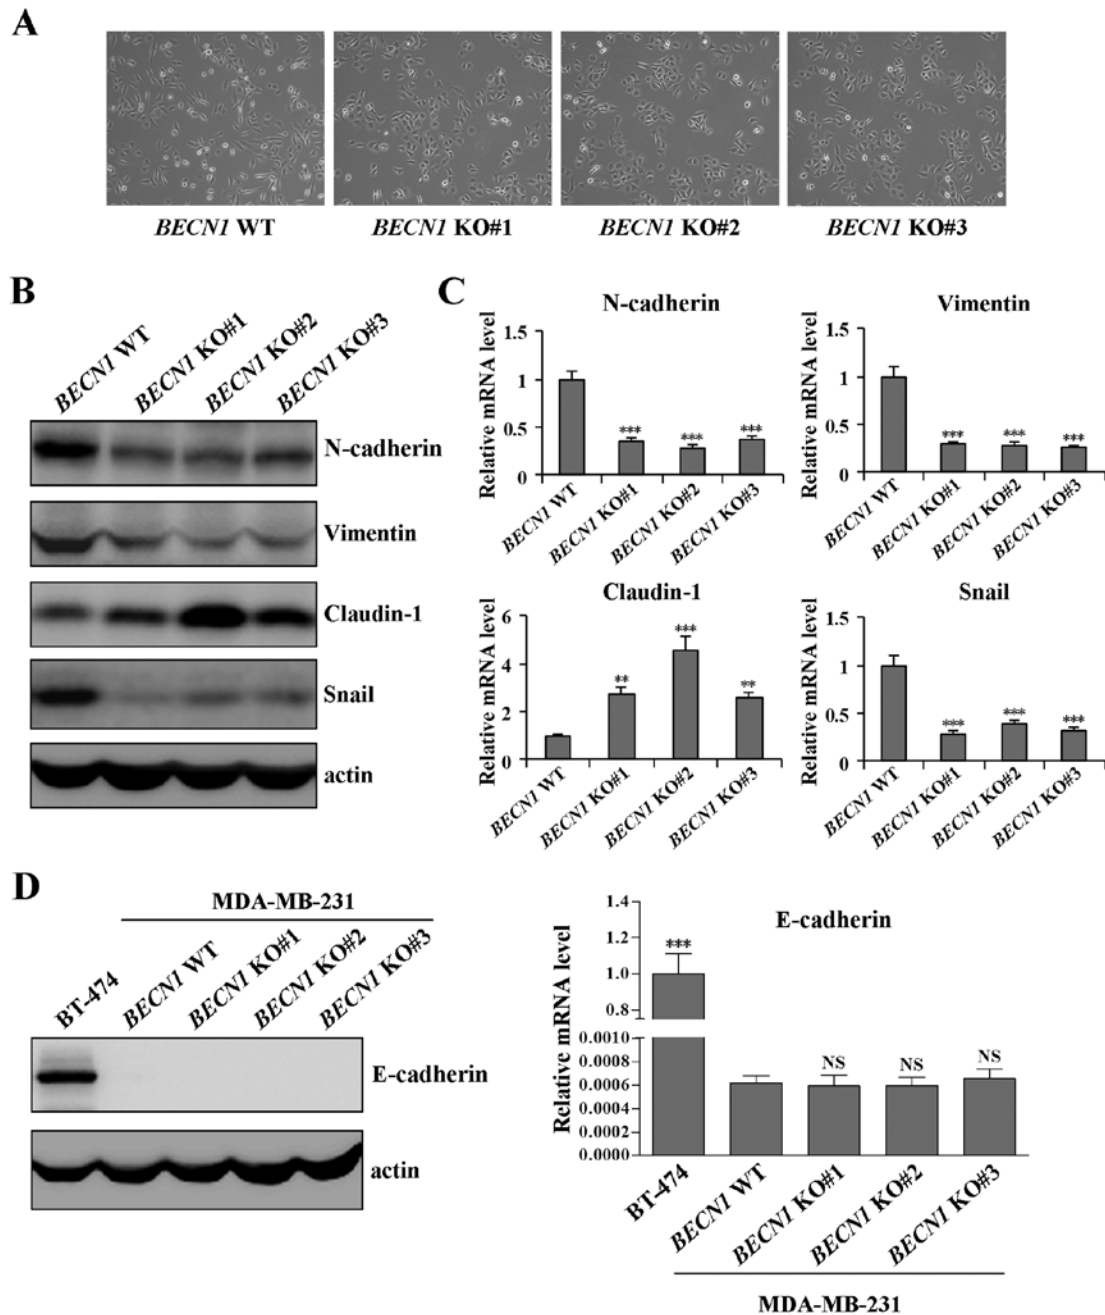 A
BECN1 WT
BECN1 KO#1
BECN1 KO#2
BECN1 KO#3
B
BECN1 WT
BECN1 KO#1
BECN1 KO#2
BECN1 KO#3
N-cadherin
Vimentin
Claudin-1
Snail
actin
C
N-cadherin
Relative mRNA level
1.5
1
0.5
0
***
***
***
BECN1 WT
BECN1 KO#1
BECN1 KO#2
BECN1 KO#3
Vimentin
Relative mRNA level
1.5
1
0.5
0
***
***
***
BECN1 WT
BECN1 KO#1
BECN1 KO#2
BECN1 KO#3
Claudin-1
Relative mRNA level
6
4
2
0
**
***
**
BECN1 WT
BECN1 KO#1
BECN1 KO#2
BECN1 KO#3
Snail
Relative mRNA level
1.5
1
0.5
0
***
***
***
BECN1 WT
BECN1 KO#1
BECN1 KO#2
BECN1 KO#3
D
MDA-MB-231
BT-474
BECN1 WT
BECN1 KO#1
BECN1 KO#2
BECN1 KO#3
E-cadherin
actin
E-cadherin
Relative mRNA level
1.4
1.2
1.0
0.8
0.0010
0.0008
0.0006
0.0004
0.0002
0.0000
***
NS
NS
NS
BT-474
BECN1 WT
BECN1 KO#1
BECN1 KO#2
BECN1 KO#3
MDA-MB-231